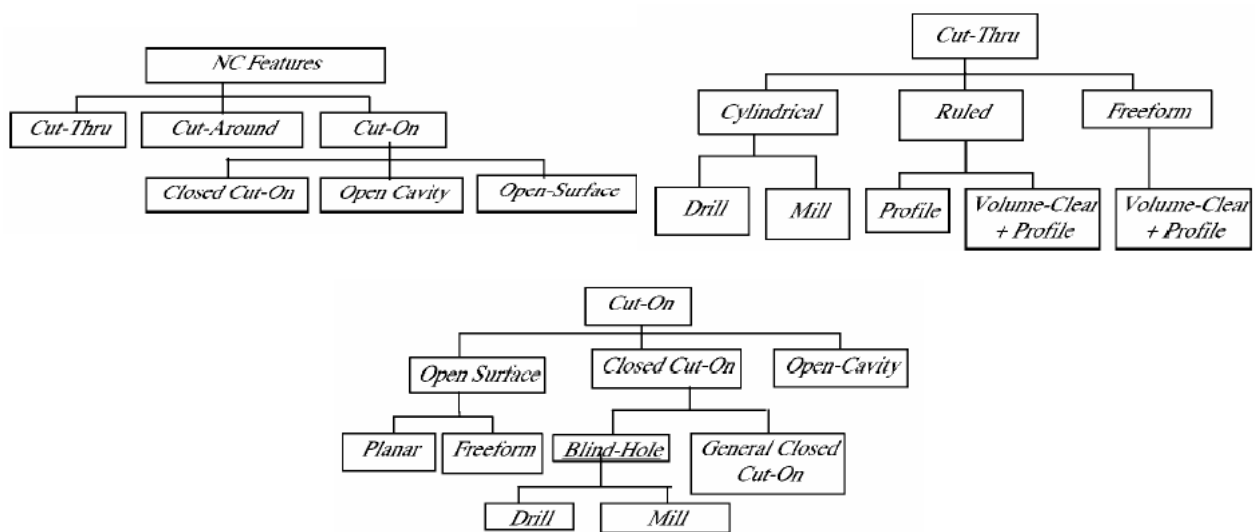 NC Features
Cut-Thru
Cut-Around
Cut-On
Closed Cut-On
Open Cavity
Open-Surface
Cut-Thru
Cylindrical
Ruled
Freeform
Drill
Mill
Profile
Volume-Clear
+ Profile
Volume-Clear
+ Profile
Cut-On
Open Surface
Closed Cut-On
Open-Cavity
Planar
Freeform
Blind-Hole
General Closed
Cut-On
Drill
Mill